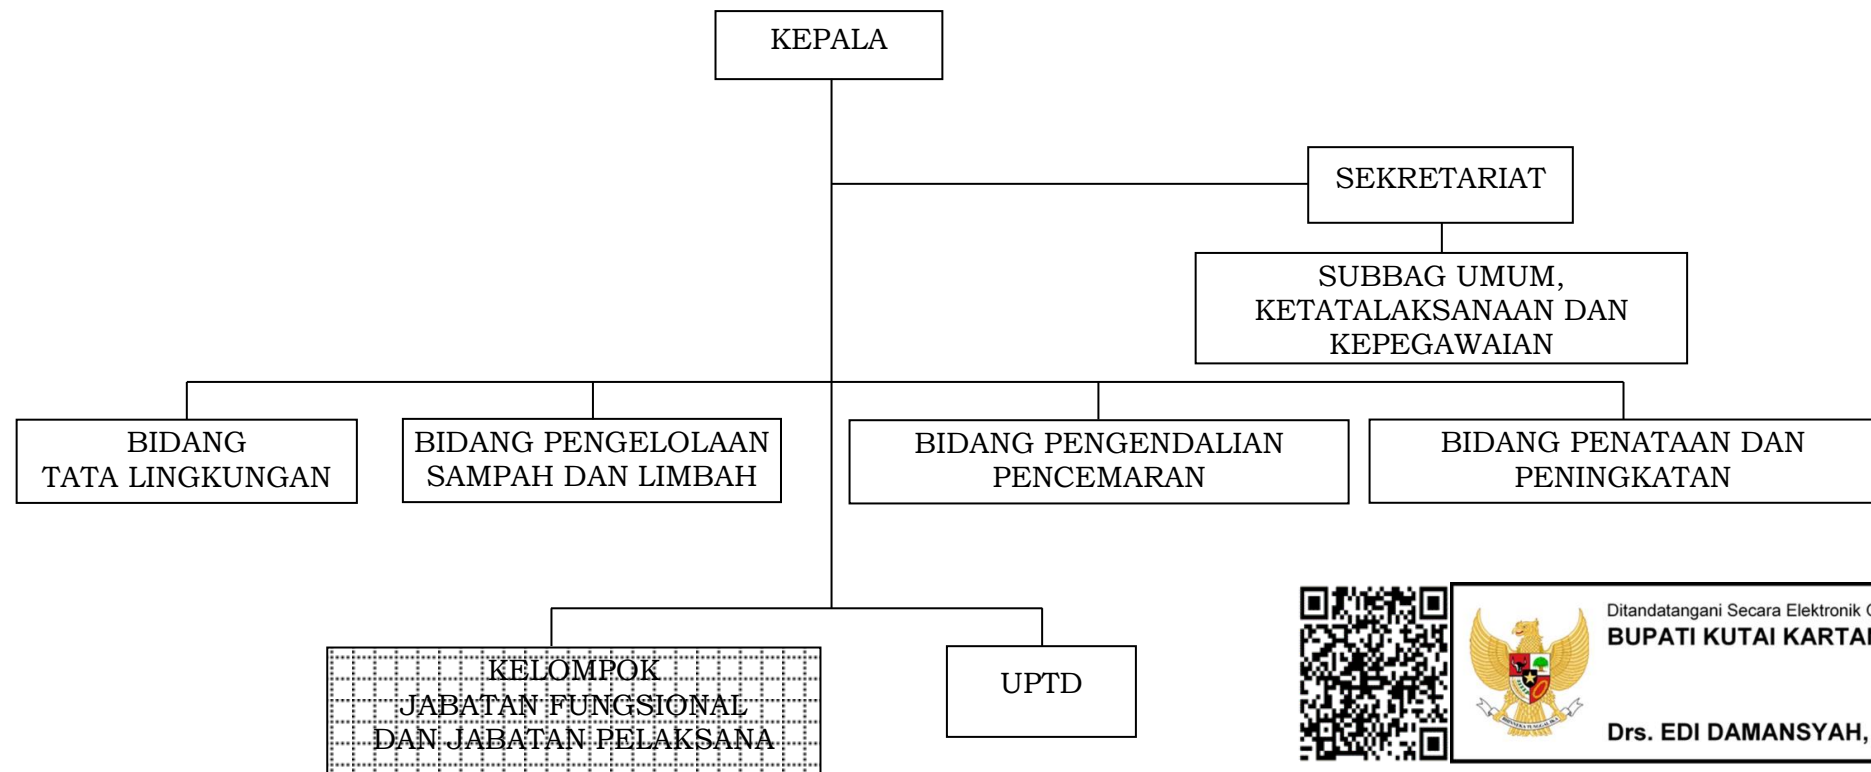 KEPALA
SEKRETARIAT
SUBBAG UMUM,
KETATALAKSANAAN DAN
KEPEGAWAIAN
BIDANG
TATA LINGKUNGAN
BIDANG PENGELOLAAN
SAMPAH DAN LIMBAH
BIDANG PENGENDALIAN
PENCEMARAN
BIDANG PENATAAN DAN
PENINGKATAN
KELOMPOK
JABATAN FUNGSIONAL
DAN JABATAN PELAKSANA
UPTD
Ditandatangani Secara Elektronik
BUPATI KUTAI
Drs. EDI DAMANSYAH,